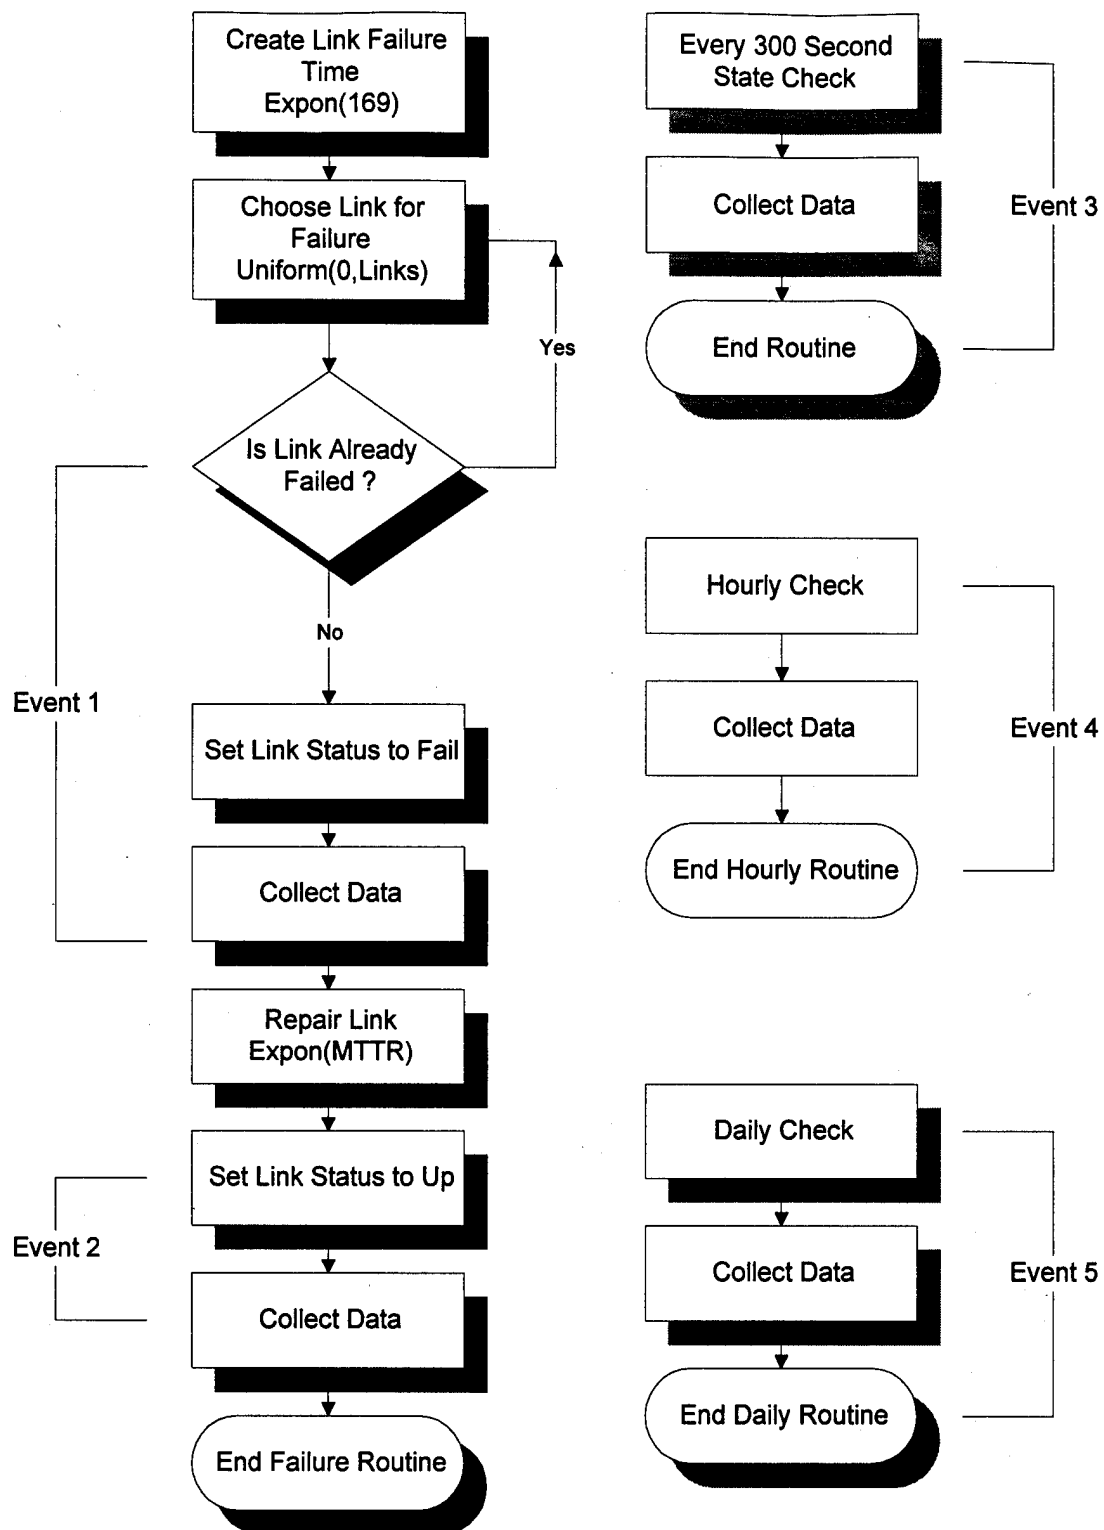 Create Link Failure
Time
Expon(169)
Choose Link for
Failure
Uniform(0,Links)
Yes
Is Link Already
Failed ?
No
Event 1
Set Link Status to Fail
Collect Data
Repair Link
Expon(MTTR)
Set Link Status to Up
Event 2
Collect Data
End Failure Routine
Every 300 Second
State Check
Collect Data
Event 3
End Routine
Hourly Check
Collect Data
Event 4
End Hourly Routine
Daily Check
Collect Data
Event 5
End Daily Routine